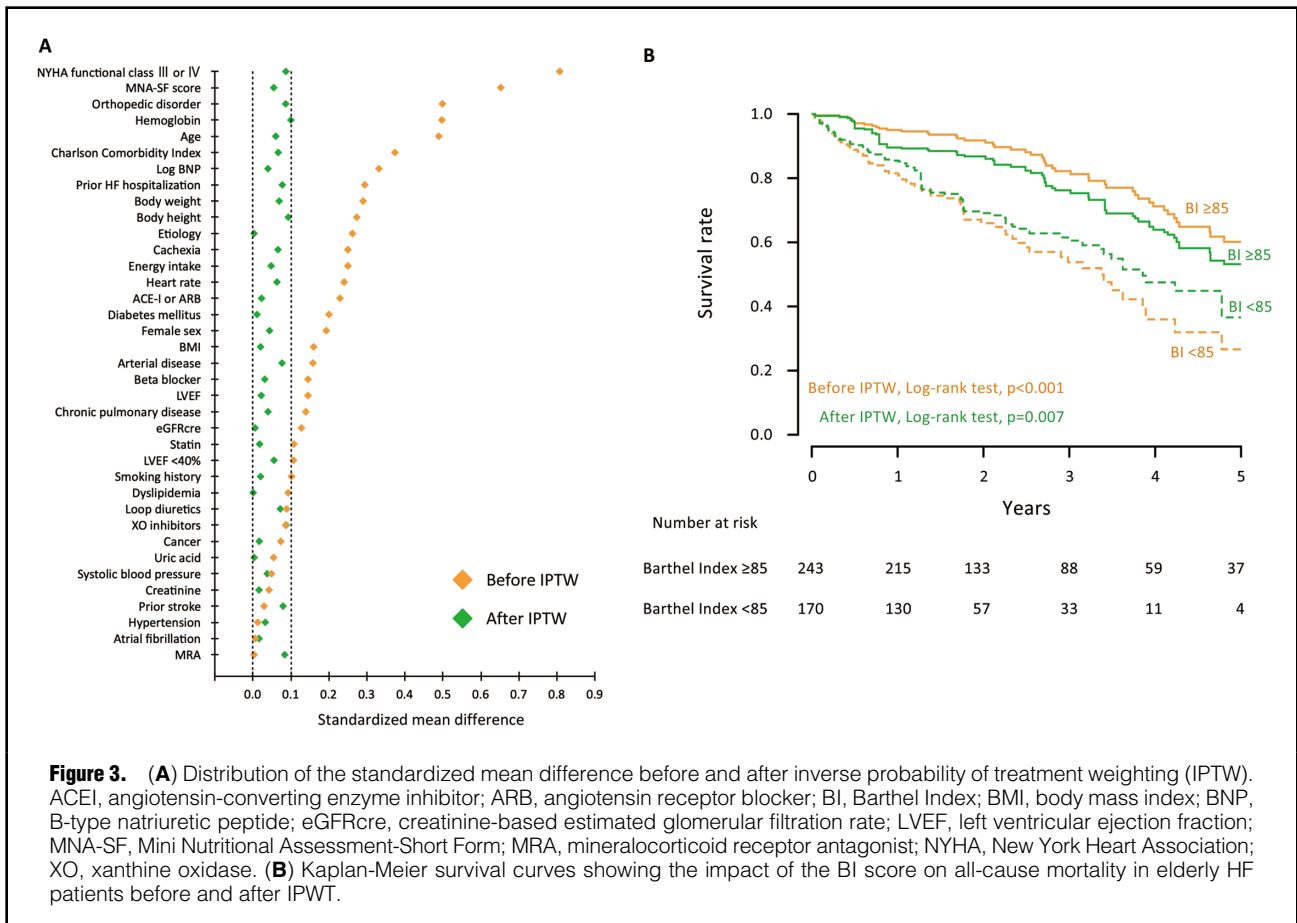 A
NYHA functional class Ⅲ or Ⅳ
MNA-SF score
Orthopedic disorder
Hemoglobin
Age
Charlson Comorbidity Index
Log BNP
Prior HF hospitalization
Body weight
Body height
Etiology
Cachexia
Energy intake
Heart rate
ACE-I or ARB
Diabetes mellitus
Female sex
BMI
Arterial disease
Beta blocker
LVEF
Chronic pulmonary disease
eGFRcre
Statin
LVEF <40%
Smoking history
Dyslipidemia
Loop diuretics
XO inhibitors
Cancer
Uric acid
Systolic blood pressure
Creatinine
Prior stroke
Hypertension
Atrial fibrillation
MRA
Before IPTW
After IPTW
0.0 0.1 0.2 0.3 0.4 0.5 0.6 0.7 0.8 0.9
Standardized mean difference
B
Survival rate
1.0
0.8
0.6
0.4
0.2
0.0
BI ≥85
BI ≥85
BI <85
BI <85
Before IPTW, Log-rank test, p<0.001
After IPTW, Log-rank test, p=0.007
0 1 2 3 4 5
Years
Number at risk
Barthel Index ≥85 243 215 133 88 59 37
Barthel Index <85 170 130 57 33 11 4
Figure 3. (A) Distribution of the standardized mean difference before and after inverse probability of treatment weighting (IPTW).
ACEI, angiotensin-converting enzyme inhibitor; ARB, angiotensin receptor blocker; BI, Barthel Index; BMI, body mass index; BNP,
B-type natriuretic peptide; eGFRcre, creatinine-based estimated glomerular filtration rate; LVEF, left ventricular ejection fraction;
MNA-SF, Mini Nutritional Assessment-Short Form; MRA, mineralocorticoid receptor antagonist; NYHA, New York Heart Association;
XO, xanthine oxidase. (B) Kaplan-Meier survival curves showing the impact of the BI score on all-cause mortality in elderly HF
patients before and after IPWT.